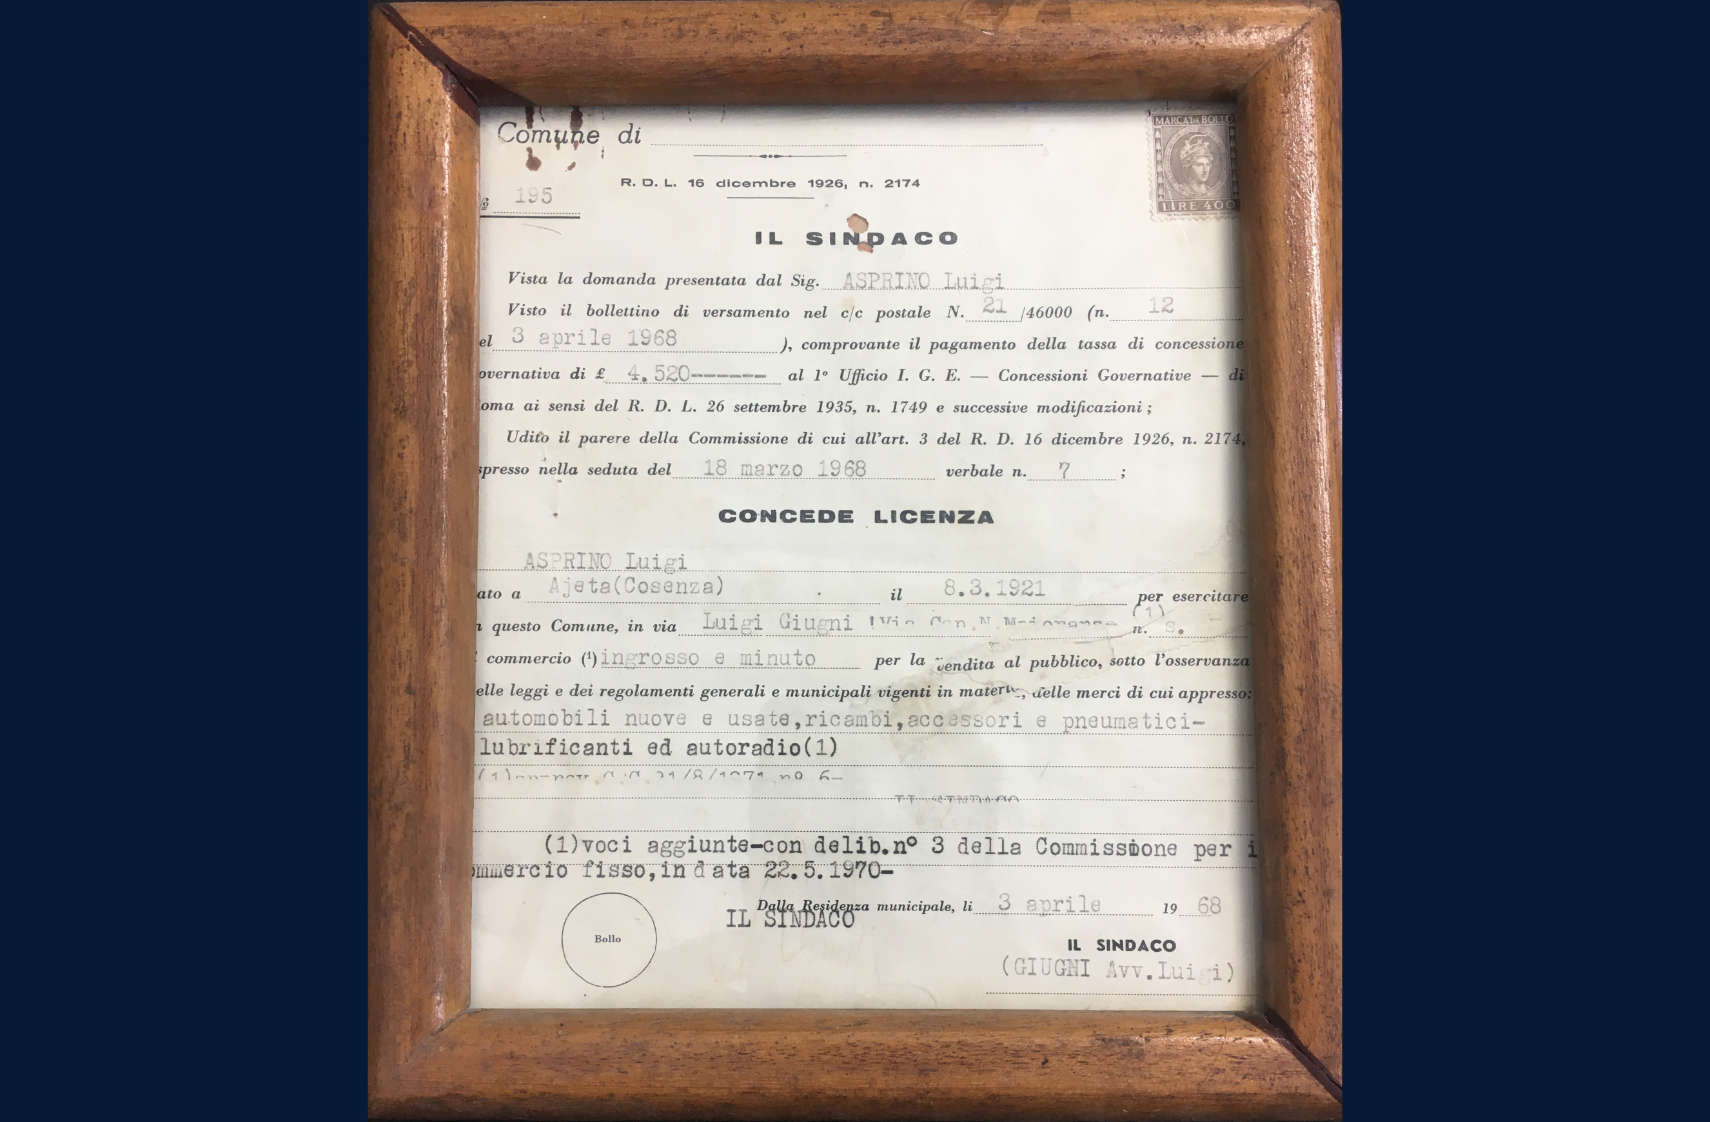 Comune di
MARCA DA BOLLO
LIRE 400
R. D. L. 16 dicembre 1926, n. 2174
195
IL SINDACO
Vista la domanda presentata dal Sig. ASPRINO Luigi
Visto il bollettino di versamento nel c/c postale N. 21 /46000 (n. 12
el 3 aprile 1968 ), comprovante il pagamento della tassa di concessione
overnativa di £ 4.520------ al 1° Ufficio I. G. E. — Concessioni Governative — di
oma ai sensi del R. D. L. 26 settembre 1935, n. 1749 e successive modificazioni ;
Udito il parere della Commissione di cui all'art. 3 del R. D. 16 dicembre 1926, n. 2174,
spresso nella seduta del 18 marzo 1968 verbale n. 7 ;
CONCEDE LICENZA
ASPRINO Luigi
ato a Ajeta(Cosenza) il 8.3.1921 per esercitare
n questo Comune, in via Luigi Giugni (1) n.
commercio (1) ingrosso e minuto per la vendita al pubblico, sotto l'osservanza
elle leggi e dei regolamenti generali e municipali vigenti in materia, delle merci di cui appresso:
automobili nuove e usate,ricambi,accessori e pneumatici-
lubrificanti ed autoradio(1)
IL SINDACO
(1)voci aggiunte-con delib.n° 3 della Commissione per i
mmercio fisso,in data 22.5.1970-
Dalla Residenza municipale, li 3 aprile 19 68
IL SINDACO
Bollo
IL SINDACO
(GIUGNI Avv.Luigi)